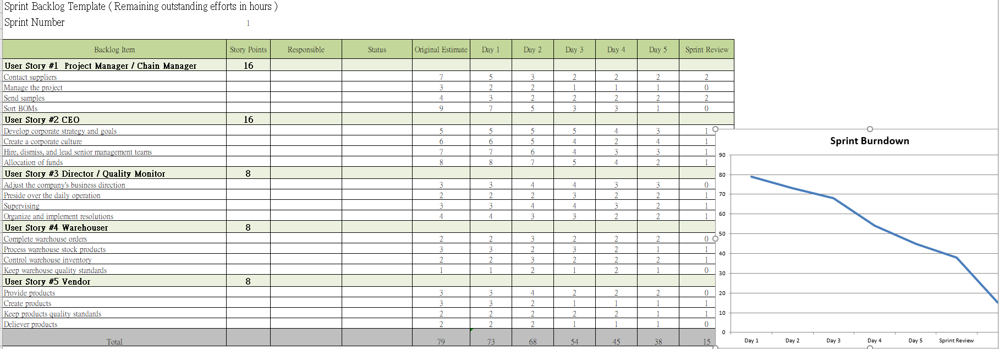 Sprint Backlog Template ( Remaining outstanding efforts in hours )
Sprint Number 1
Backlog Item Story Points Responsible Status Original Estimate Day 1 Day 2 Day 3 Day 4 Day 5 Sprint Review
User Story #1 Project Manager / Chain Manager 16
Contact suppliers 7 5 3 2 2 2 2
Manage the project 3 2 2 1 1 1 0
Send samples 4 3 2 2 2 2 2
Sort BOMs 9 7 5 3 3 1 0
User Story #2 CEO 16
Develop corporate strategy and goals 5 5 5 5 4 3 1
Create a corporate culture 6 6 5 4 2 4 1
Hire, dismiss, and lead senior management teams 7 7 6 4 3 3 1
Allocation of funds 8 8 7 5 4 2 1
User Story #3 Director / Quality Monitor 8
Adjust the company's business direction 3 3 4 4 3 3 0
Preside over the daily operation 2 2 2 3 2 2 1
Supervising 3 3 4 4 3 2 1
Organize and implement resolutions 4 4 3 3 2 2 1
User Story #4 Warehouser 8
Complete warehouse orders 2 2 3 2 2 2 0
Process warehouse stock products 3 3 2 3 2 1 1
Control warehouse inventory 2 2 3 2 2 2 1
Keep warehouse quality standards 1 1 2 1 2 1 0
User Story #5 Vendor 8
Provide products 3 3 4 2 2 2 0
Create products 3 3 2 1 1 1 1
Keep products quality standards 2 2 2 2 2 1 1
Deliever products 2 2 2 1 1 1 0
Total 79 73 68 54 45 38 15
Sprint Burndown
90
80
70
60
50
40
30
20
10
0
Day 1 Day 2 Day 3 Day 4 Day 5 Sprint Review